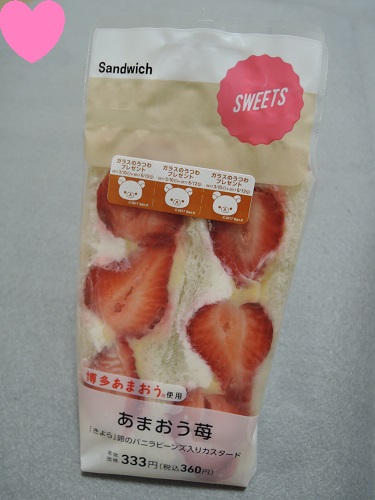 Sandwich
SWEETS
ガラスのうつわ
プレゼント
ガラスのうつわ
プレゼント
ガラスのうつわ
プレゼント
博多あまおう®使用
あまおう苺
「きよら」卵のバニラビーンズ入りカスタード
本体
価格 333円(税込360円)